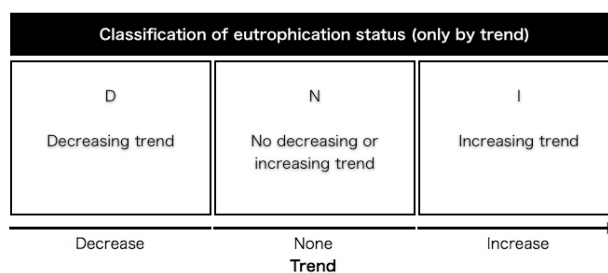 Classification of eutrophication status (only by trend)
D
Decreasing trend
N
No decreasing or
increasing trend
I
Increasing trend
Decrease
None
Increase
Trend